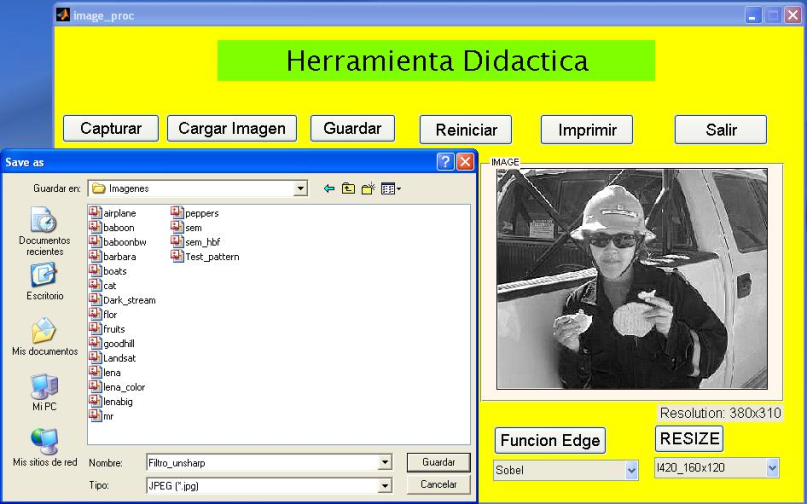 image_proc
Herramienta Didactica
Capturar
Cargar Imagen
Guardar
Reiniciar
Imprimir
Salir
Save as
Guardar en:
Imagenes
Documentos
recientes
Escritorio
Mis documentos
Mi PC
Mis sitios de red
airplane
baboon
baboonbw
barbara
boats
cat
Dark_stream
flor
fruits
goodhill
Landsat
lena
lena_color
lenabig
mr
peppers
sem
sem_hbf
Test_pattern
Nombre:
Filtro_unsharp
Guardar
Tipo:
JPEG (*.jpg)
Cancelar
IMAGE
Resolution: 380x310
Funcion Edge
RESIZE
Sobel
I420_160x120